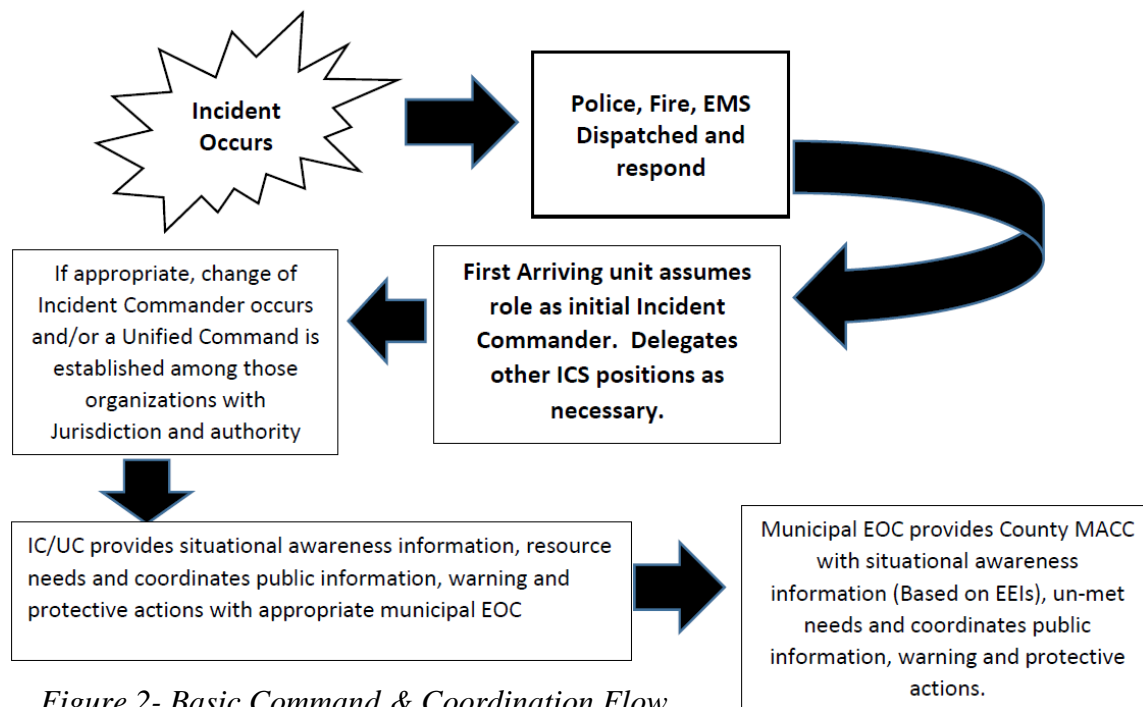 Incident
Occurs
Police, Fire, EMS
Dispatched and
respond
First Arriving unit assumes
role as initial Incident
Commander.  Delegates
other ICS positions as
necessary.
If appropriate, change of
Incident Commander occurs
and/or a Unified Command is
established among those
organizations with
Jurisdiction and authority
IC/UC provides situational awareness information, resource
needs and coordinates public information, warning and
protective actions with appropriate municipal EOC
Municipal EOC provides County MACC
with situational awareness
information (Based on EEIs), un-met
needs and coordinates public
information, warning and protective
actions.
Figure 2- Basic Command & Coordination Flow